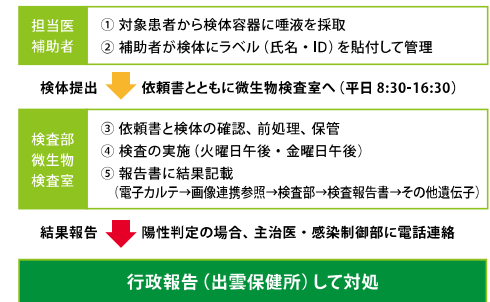 担当医
補助者
① 対象患者から検体容器に唾液を採取
② 補助者が検体にラベル（氏名・ID）を貼付して管理
検体提出 依頼書とともに微生物検査室へ（平日 8:30-16:30）
検査部
微生物
検査室
③ 依頼書と検体の確認、前処理、保管
④ 検査の実施（火曜日午後・金曜日午後）
⑤ 報告書に結果記載
（電子カルテ→画像連携参照→検査部→検査報告書→その他遺伝子）
結果報告 陽性判定の場合、主治医・感染制御部に電話連絡
行政報告（出雲保健所）して対処